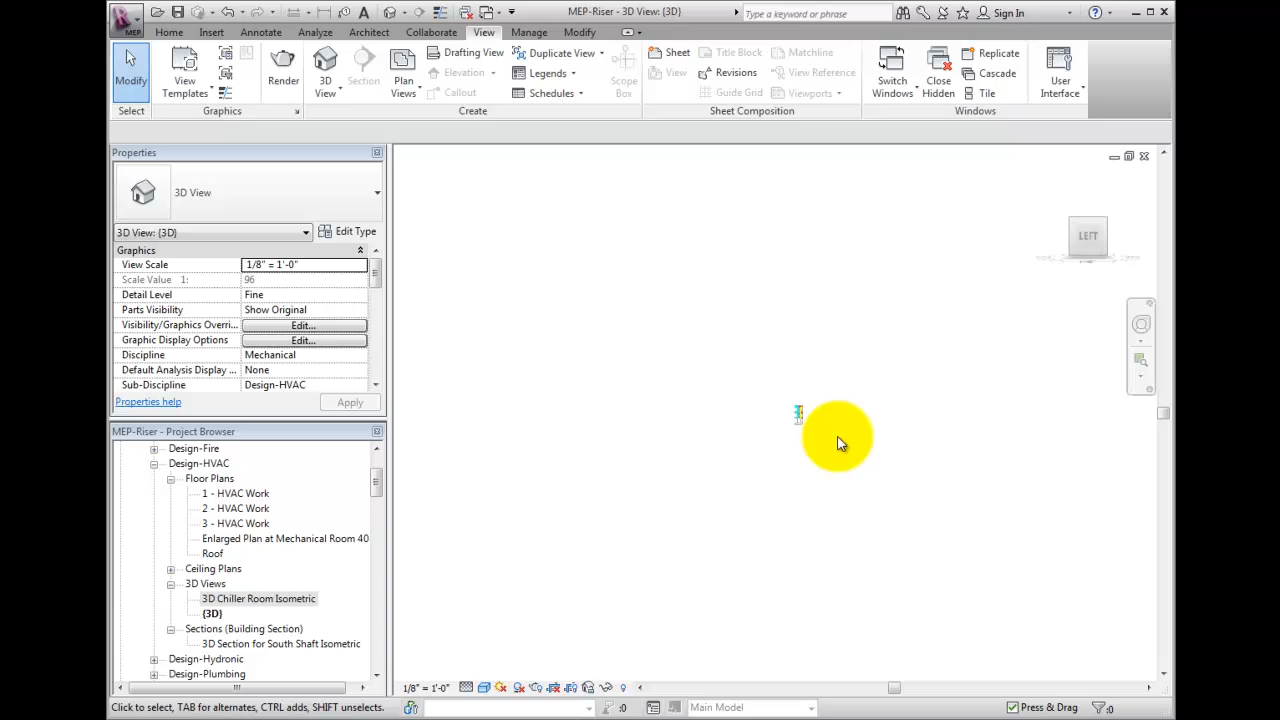 MEP-Riser - 3D View: {3D}
Type a keyword or phrase
Sign In
MEP
Home Insert Annotate Analyze Architect Collaborate View Manage Modify
Modify
View Templates
Render
3D View
Section
Plan Views
Drafting View
Elevation
Callout
Duplicate View
Legends
Schedules
Scope Box
Sheet
View
Title Block
Revisions
Guide Grid
Matchline
View Reference
Viewports
Switch Windows
Close Hidden
Replicate
Cascade
Tile
User Interface
Select Graphics Create Sheet Composition Windows
Properties
3D View
3D View: {3D} Edit Type
Graphics
View Scale 1/8" = 1'-0"
Scale Value 1: 96
Detail Level Fine
Parts Visibility Show Original
Visibility/Graphics Overri... Edit...
Graphic Display Options Edit...
Discipline Mechanical
Default Analysis Display ... None
Sub-Discipline Design-HVAC
Properties help Apply
MEP-Riser - Project Browser
Design-Fire
Design-HVAC
Floor Plans
1 - HVAC Work
2 - HVAC Work
3 - HVAC Work
Enlarged Plan at Mechanical Room 40
Roof
Ceiling Plans
3D Views
3D Chiller Room Isometric
{3D}
Sections (Building Section)
3D Section for South Shaft Isometric
Design-Hydronic
Design-Plumbing
LEFT
1/8" = 1'-0"
Click to select, TAB for alternates, CTRL adds, SHIFT unselects.
:0
Main Model
Press & Drag
:0